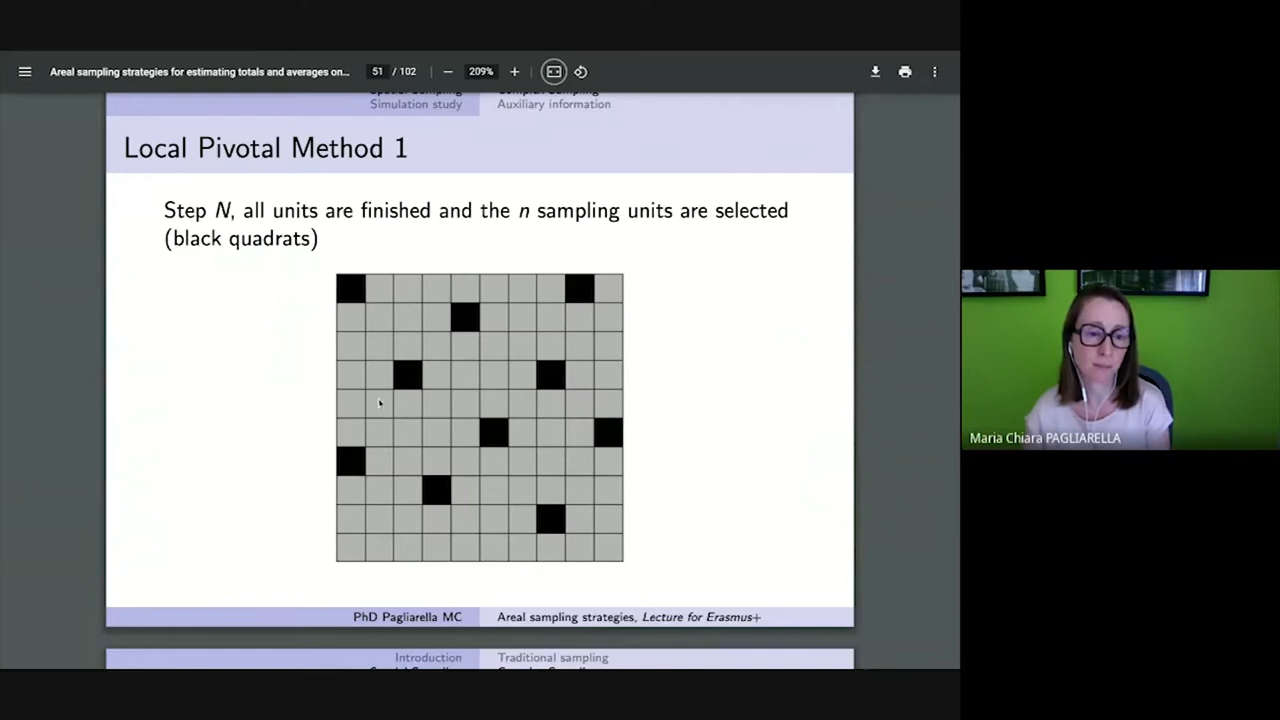 Areal sampling strategies for estimating totals and averages on...
51 / 102
209%
Simulation study
Auxiliary information
Local Pivotal Method 1
Step N, all units are finished and the n sampling units are selected
(black quadrats)
Maria Chiara PAGLIARELLA
PhD Pagliarella MC
Areal sampling strategies, Lecture for Erasmus+
Introduction
Traditional sampling